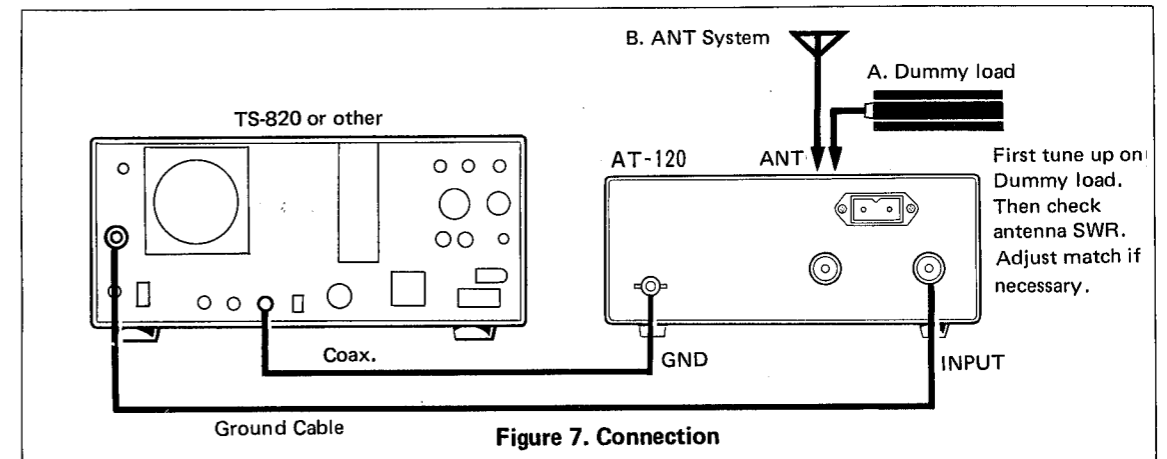 B. ANT System
A. Dummy load
TS-820 or other
AT-120
ANT
First tune up on
Dummy load.
Then check
antenna SWR.
Adjust match if
necessary.
Coax.
GND
INPUT
Ground Cable
Figure 7. Connection